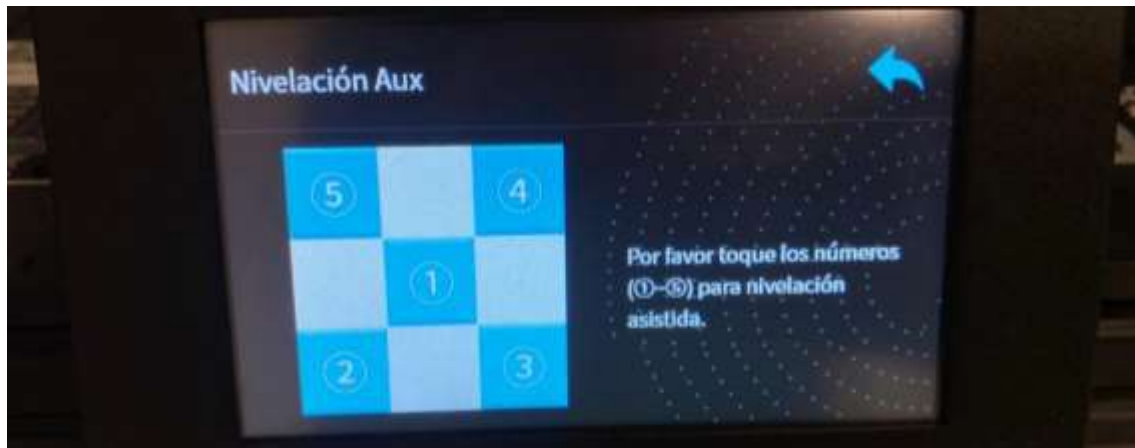 Nivelación Aux
⑤ ④
①
② ③
Por favor toque los números
(①-⑤) para nivelación
asistida.